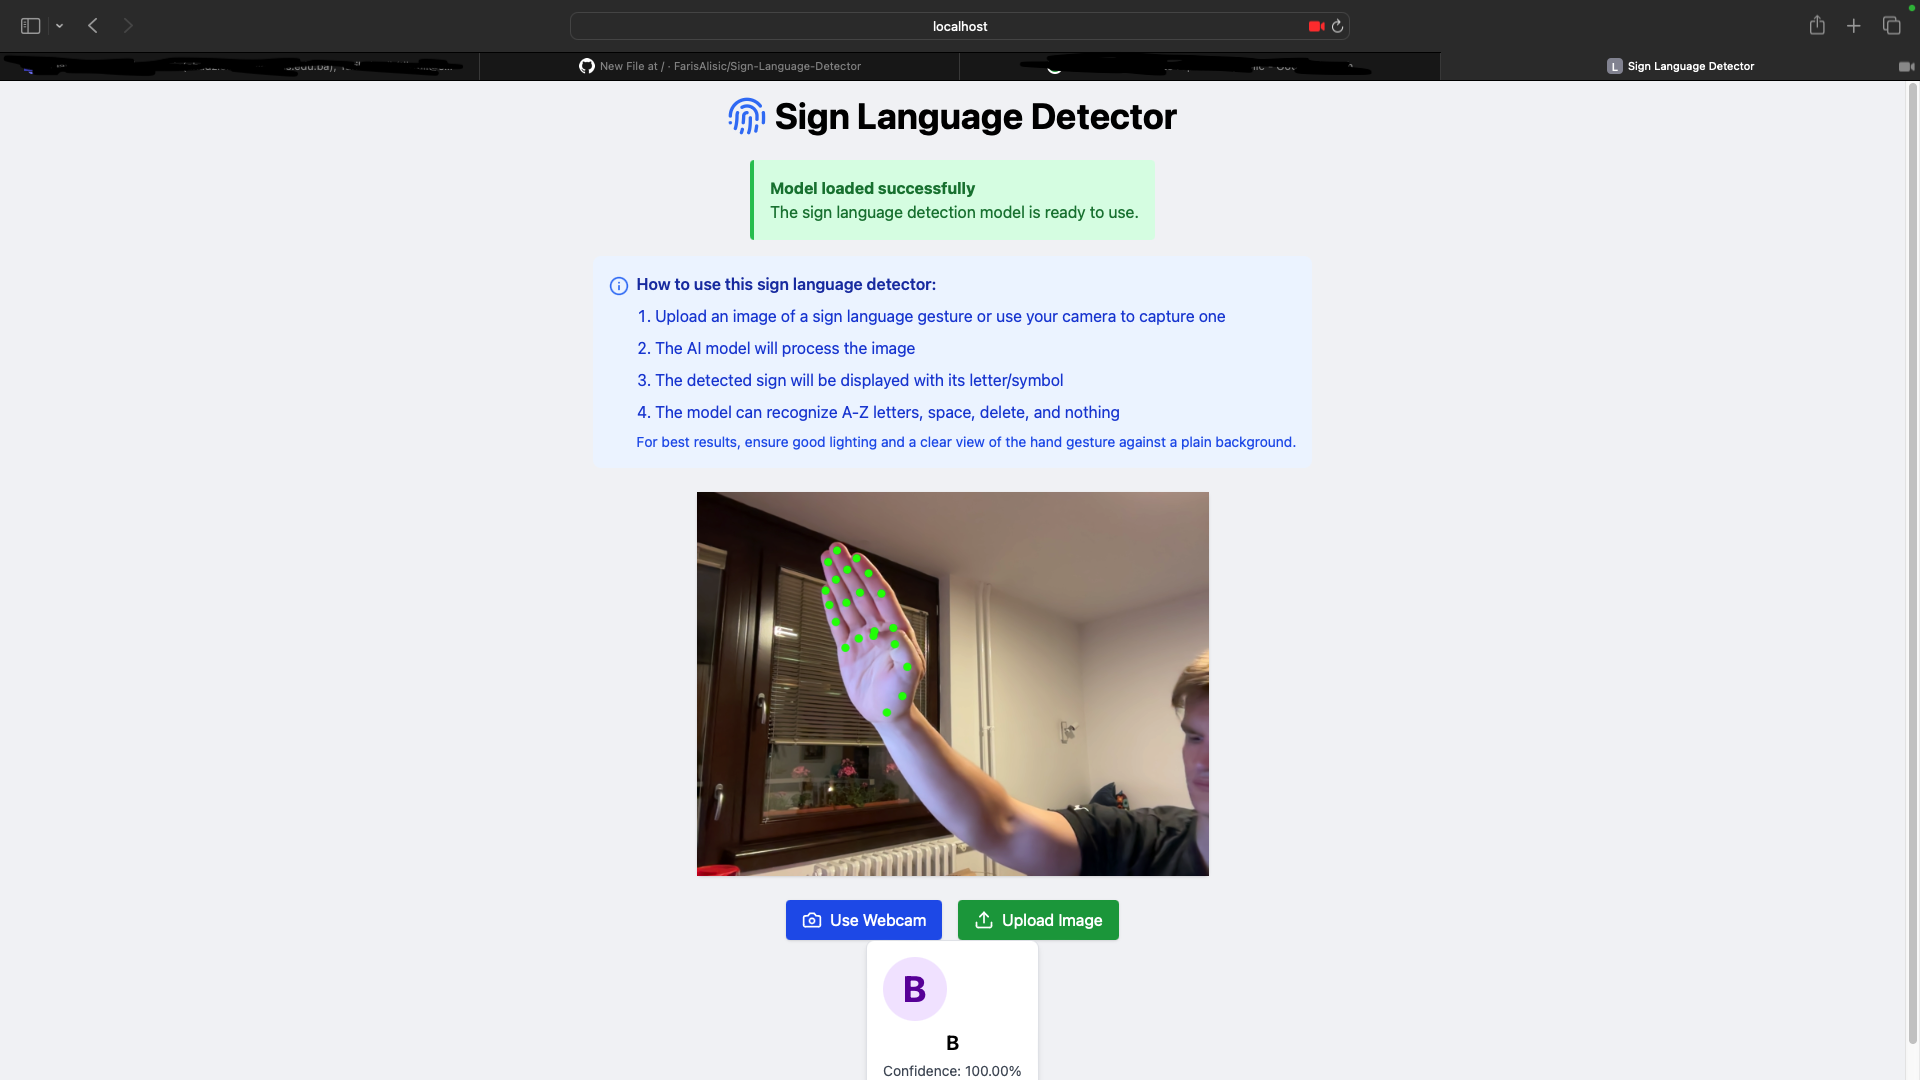 localhost
New File at / · FarisAlisic/Sign-Language-Detector
L Sign Language Detector
Sign Language Detector
Model loaded successfully
The sign language detection model is ready to use.
How to use this sign language detector:
1. Upload an image of a sign language gesture or use your camera to capture one
2. The AI model will process the image
3. The detected sign will be displayed with its letter/symbol
4. The model can recognize A-Z letters, space, delete, and nothing
For best results, ensure good lighting and a clear view of the hand gesture against a plain background.
Use Webcam
Upload Image
B
B
Confidence: 100.00%